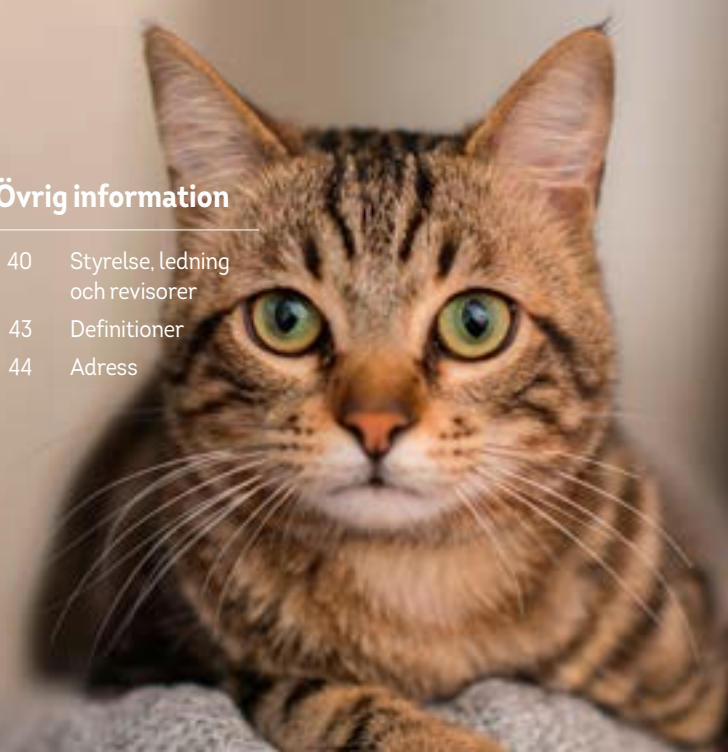 Övrig information
40 Styrelse, ledning
och revisorer
43 Definitioner
44 Adress